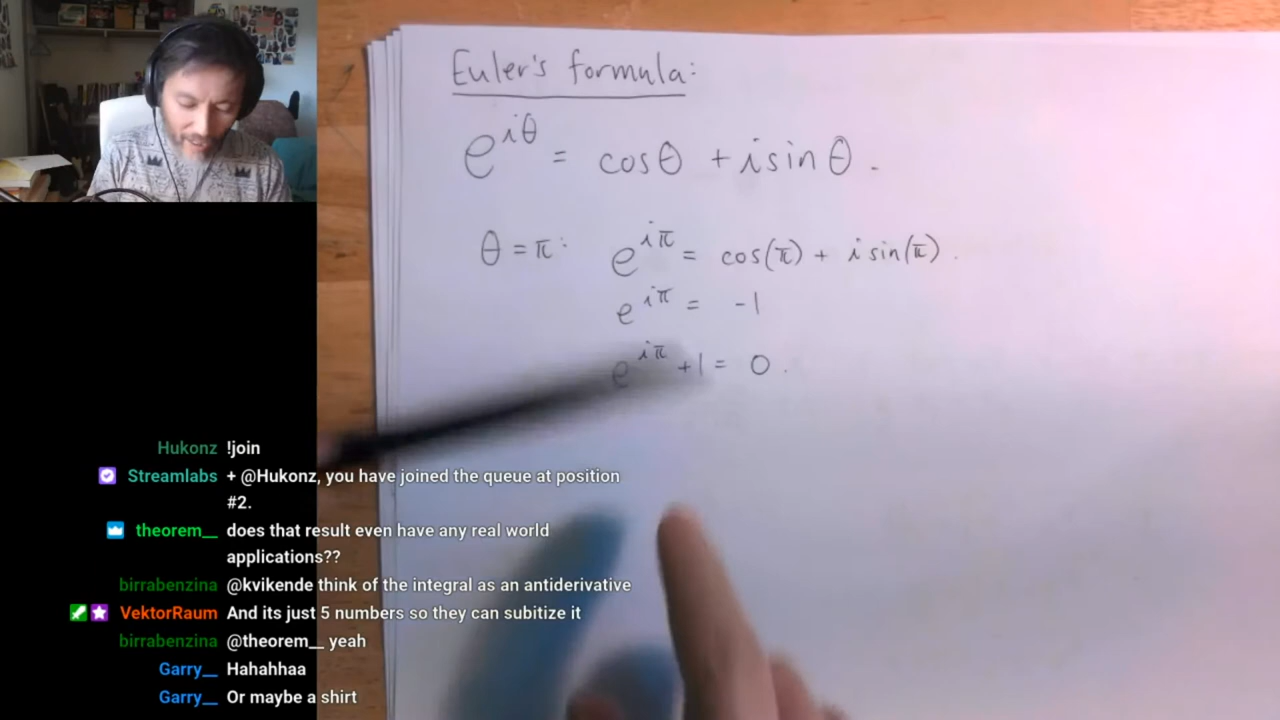 Euler's formula:
e^{iθ} = cosθ + i sin θ.
θ = π: e^{iπ} = cos(π) + i sin(π).
e^{iπ} = -1
e^{iπ} +1 = 0.
Hukonz !join
Streamlabs + @Hukonz, you have joined the queue at position
#2.
theorem__ does that result even have any real world
applications??
birrabenzina @kvikende think of the integral as an antiderivative
VektorRaum And its just 5 numbers so they can subitize it
birrabenzina @theorem__ yeah
Garry__ Hahahhaa
Garry__ Or maybe a shirt